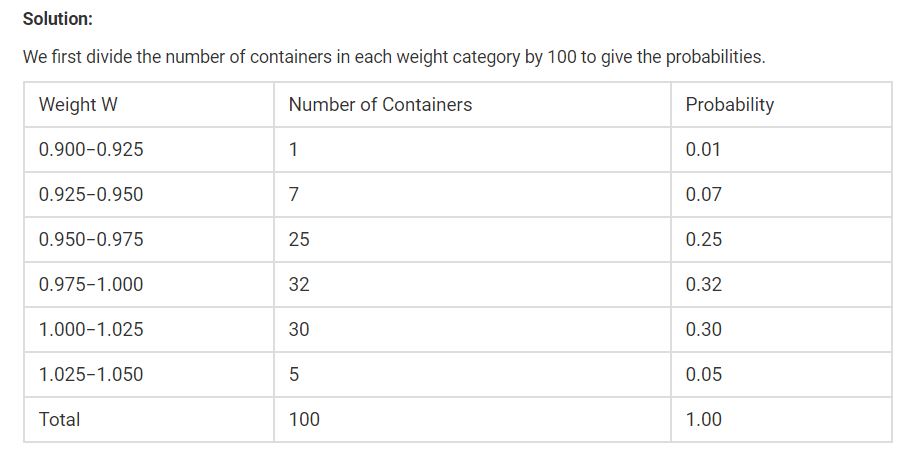 Solution:
We first divide the number of containers in each weight category by 100 to give the probabilities.
Weight W Number of Containers Probability
0.900−0.925 1 0.01
0.925−0.950 7 0.07
0.950−0.975 25 0.25
0.975−1.000 32 0.32
1.000−1.025 30 0.30
1.025−1.050 5 0.05
Total 100 1.00